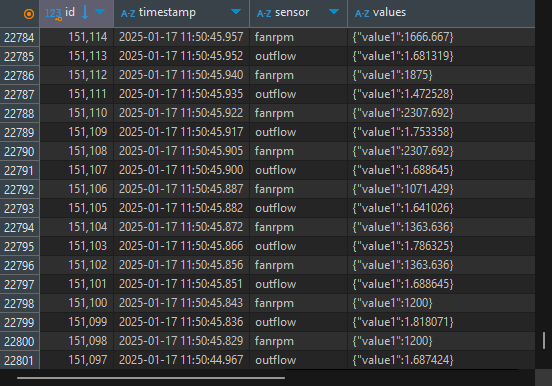 123 id A-Z timestamp A-Z sensor A-Z values
22784 151,114 2025-01-17 11:50:45.957 fanrpm {"value1":1666.667}
22785 151,113 2025-01-17 11:50:45.952 outflow {"value1":1.681319}
22786 151,112 2025-01-17 11:50:45.940 fanrpm {"value1":1875}
22787 151,111 2025-01-17 11:50:45.935 outflow {"value1":1.472528}
22788 151,110 2025-01-17 11:50:45.922 fanrpm {"value1":2307.692}
22789 151,109 2025-01-17 11:50:45.917 outflow {"value1":1.753358}
22790 151,108 2025-01-17 11:50:45.905 fanrpm {"value1":2307.692}
22791 151,107 2025-01-17 11:50:45.900 outflow {"value1":1.688645}
22792 151,106 2025-01-17 11:50:45.887 fanrpm {"value1":1071.429}
22793 151,105 2025-01-17 11:50:45.882 outflow {"value1":1.641026}
22794 151,104 2025-01-17 11:50:45.872 fanrpm {"value1":1363.636}
22795 151,103 2025-01-17 11:50:45.866 outflow {"value1":1.786325}
22796 151,102 2025-01-17 11:50:45.856 fanrpm {"value1":1363.636}
22797 151,101 2025-01-17 11:50:45.851 outflow {"value1":1.688645}
22798 151,100 2025-01-17 11:50:45.843 fanrpm {"value1":1200}
22799 151,099 2025-01-17 11:50:45.836 outflow {"value1":1.818071}
22800 151,098 2025-01-17 11:50:45.829 fanrpm {"value1":1200}
22801 151,097 2025-01-17 11:50:44.967 outflow {"value1":1.687424}